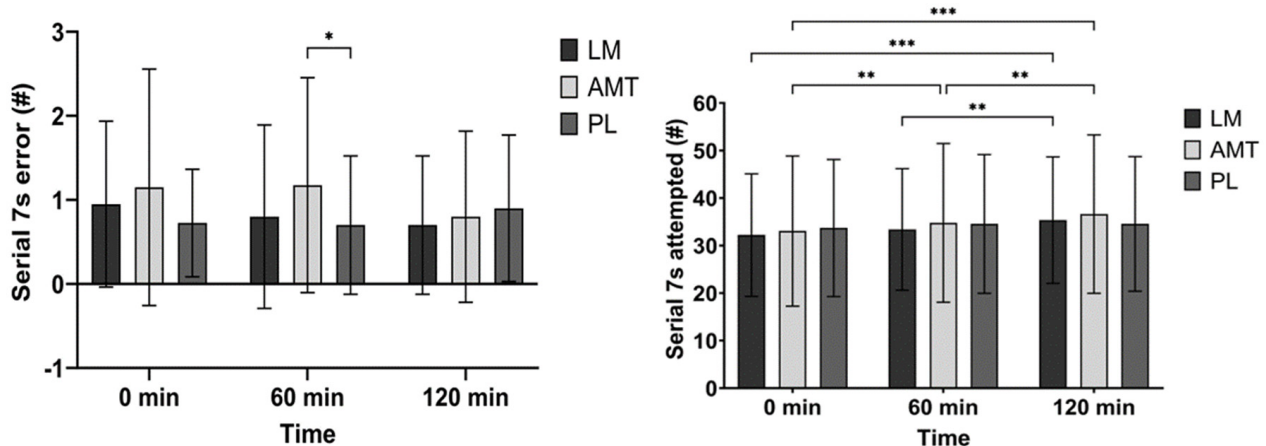 3
2
1
0
-1
Serial 7s error (#)
*
0 min
60 min
120 min
Time
LM
AMT
PL
60
50
40
30
20
10
0
Serial 7s attempted (#)
***
***
**
**
**
0 min
60 min
120 min
Time
LM
AMT
PL